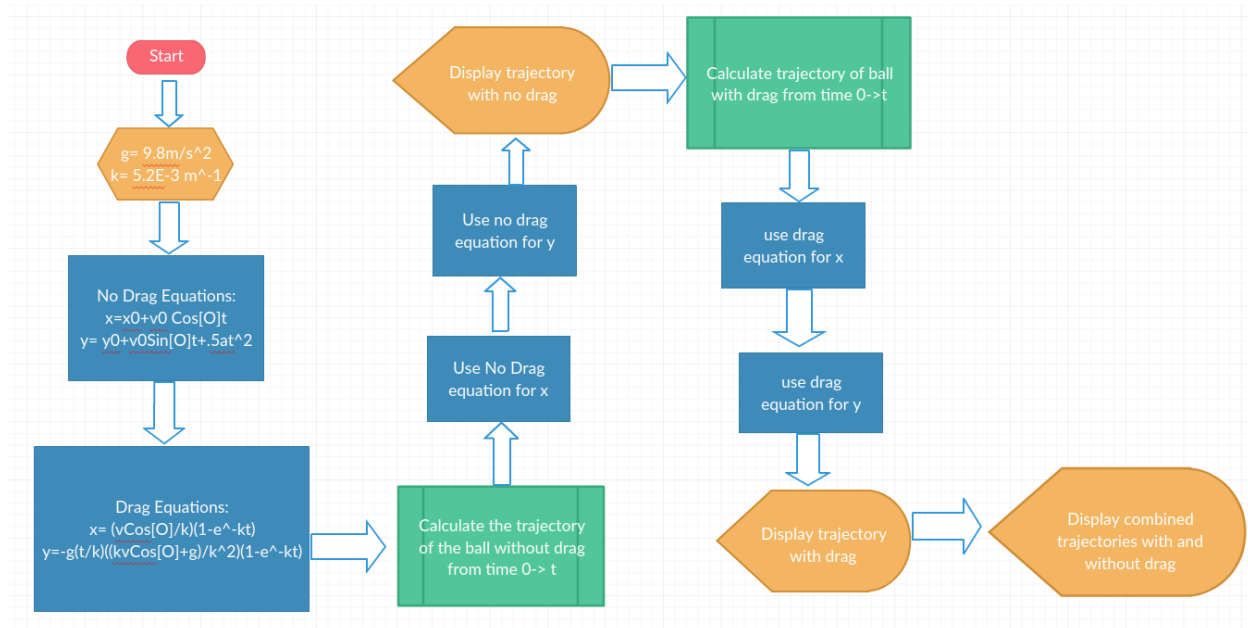 Start
g= 9.8m/s^2
k= 5.2E-3 m^-1
No Drag Equations:
x=x0+v0 Cos[O]t
y= y0+v0Sin[O]t+.5at^2
Drag Equations:
x= (vCos[O]/k)(1-e^-kt)
y=-g(t/k)((kvCos[O]+g)/k^2)(1-e^-kt)
Calculate the trajectory
of the ball without drag
from time 0-> t
Use No Drag
equation for x
Use no drag
equation for y
Display trajectory
with no drag
Calculate trajectory of ball
with drag from time 0->t
use drag
equation for x
use drag
equation for y
Display trajectory
with drag
Display combined
trajectories with and
without drag